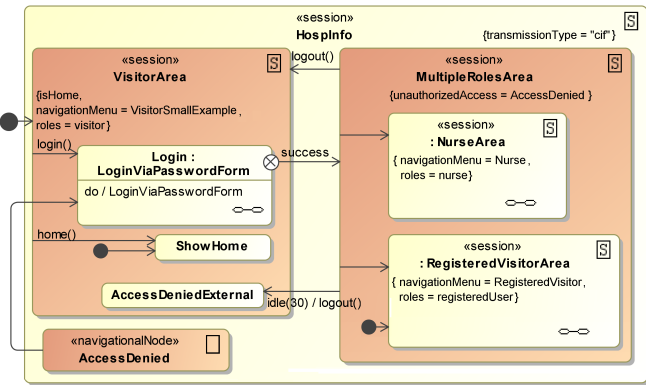 «session»
HospInfo
{transmissionType = "cif"}
S
«session»
VisitorArea
S
{isHome,
navigationMenu = VisitorSmallExample,
roles = visitor}
login()
Login :
LoginViaPasswordForm
do / LoginViaPasswordForm
success
home()
ShowHome
AccessDeniedExternal
idle(30) / logout()
logout()
«session»
MultipleRolesArea
S
{unauthorizedAccess = AccessDenied }
«session»
: NurseArea
S
{ navigationMenu = Nurse,
roles = nurse}
«session»
: RegisteredVisitorArea
S
{ navigationMenu = RegisteredVisitor,
roles = registeredUser}
«navigationalNode»
AccessDenied